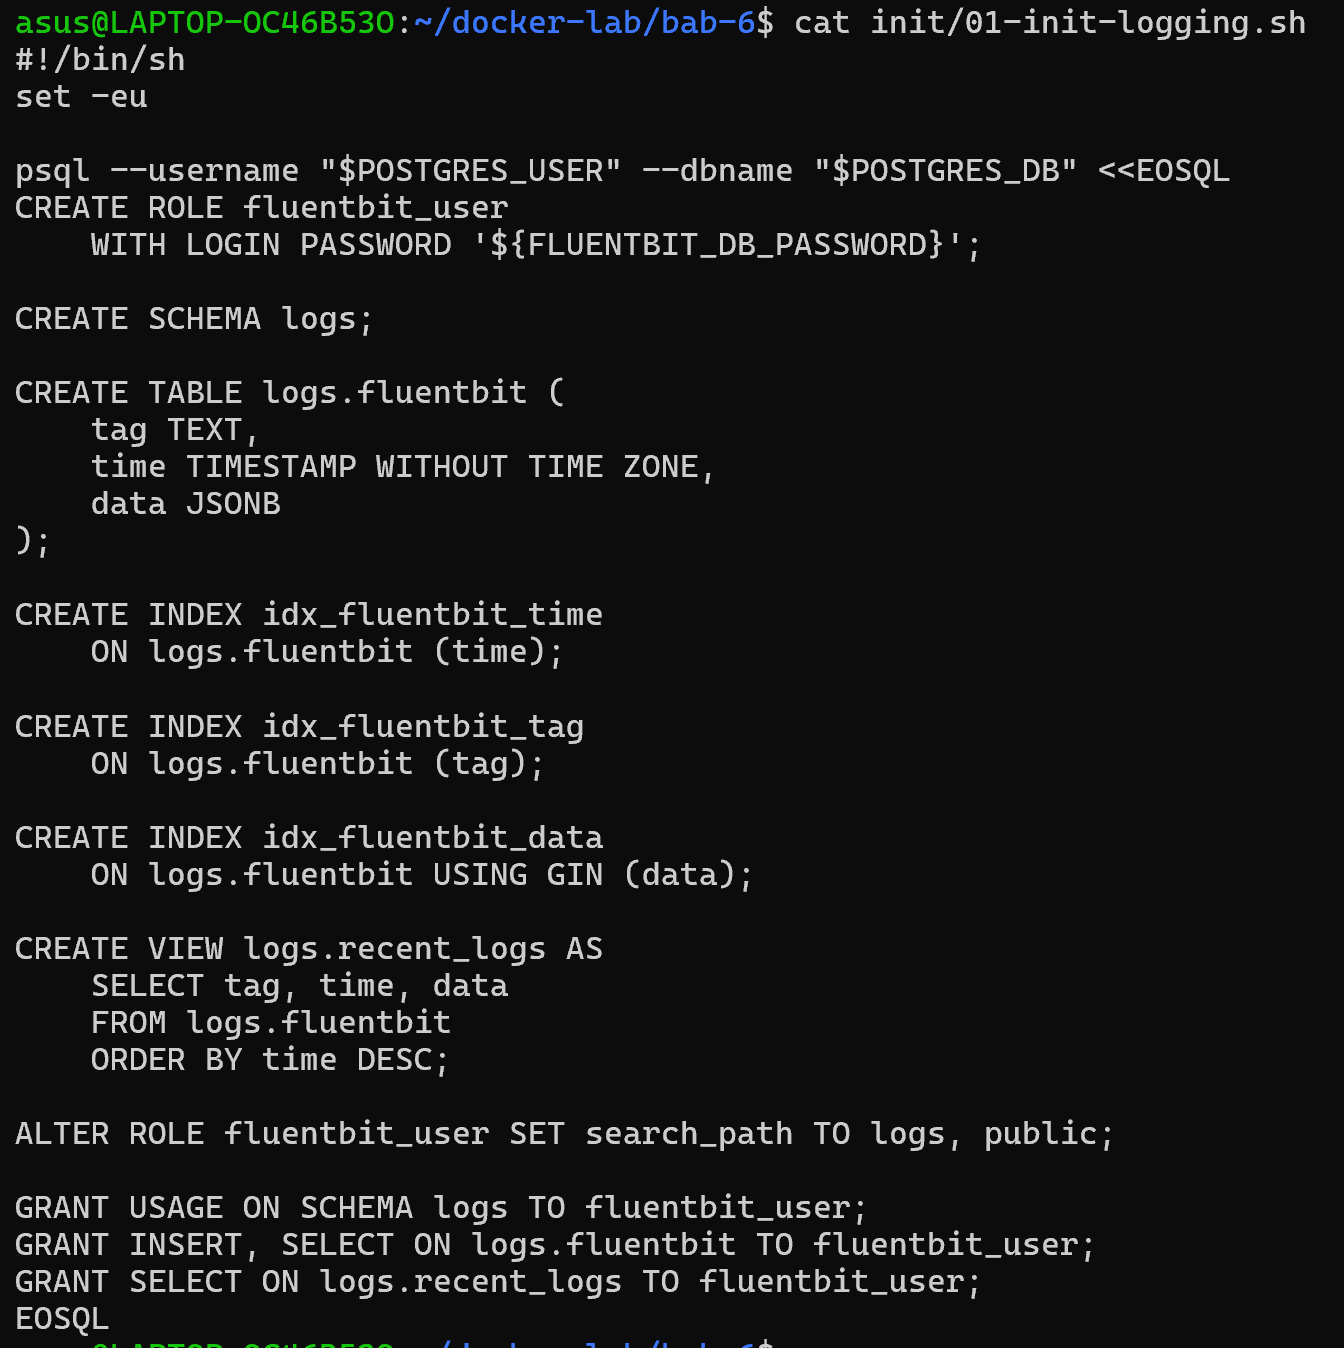 asus@LAPTOP-OC46B53O:~/docker-lab/bab-6$ cat init/01-init-logging.sh
#!/bin/sh
set -eu

psql --username "$POSTGRES_USER" --dbname "$POSTGRES_DB" <<EOSQL
CREATE ROLE fluentbit_user
    WITH LOGIN PASSWORD '${FLUENTBIT_DB_PASSWORD}';

CREATE SCHEMA logs;

CREATE TABLE logs.fluentbit (
    tag TEXT,
    time TIMESTAMP WITHOUT TIME ZONE,
    data JSONB
);

CREATE INDEX idx_fluentbit_time
    ON logs.fluentbit (time);

CREATE INDEX idx_fluentbit_tag
    ON logs.fluentbit (tag);

CREATE INDEX idx_fluentbit_data
    ON logs.fluentbit USING GIN (data);

CREATE VIEW logs.recent_logs AS
    SELECT tag, time, data
    FROM logs.fluentbit
    ORDER BY time DESC;

ALTER ROLE fluentbit_user SET search_path TO logs, public;

GRANT USAGE ON SCHEMA logs TO fluentbit_user;
GRANT INSERT, SELECT ON logs.fluentbit TO fluentbit_user;
GRANT SELECT ON logs.recent_logs TO fluentbit_user;
EOSQL